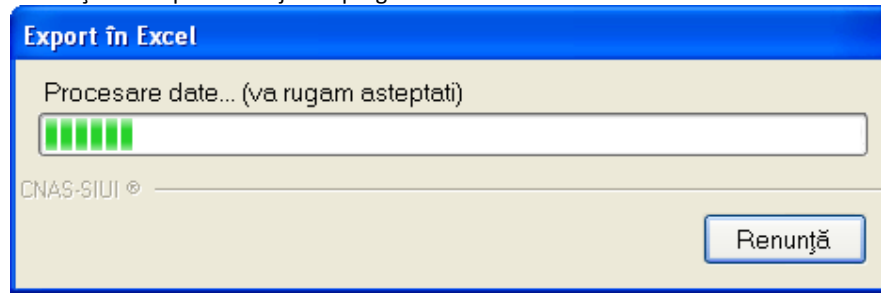 Export în Excel
Procesare date... (va rugam asteptati)
CNAS-SIUI ®
Renunţă